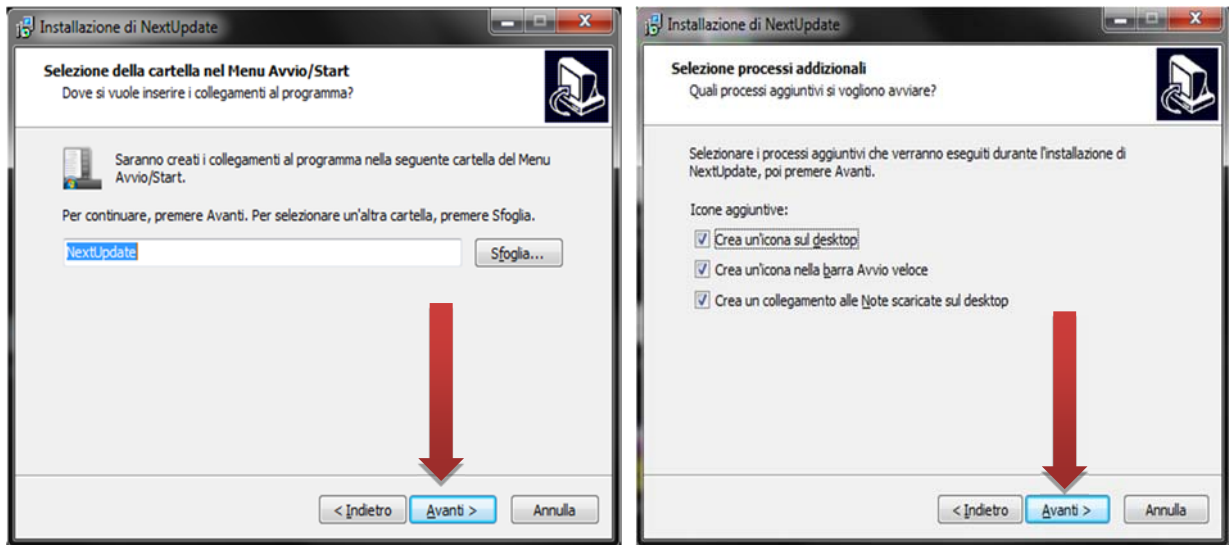 Installazione di NextUpdate
Selezione della cartella nel Menu Avvio/Start
Dove si vuole inserire i collegamenti al programma?
Saranno creati i collegamenti al programma nella seguente cartella del Menu
Avvio/Start.
Per continuare, premere Avanti. Per selezionare un'altra cartella, premere Sfoglia.
NextUpdate
Sfoglia...
< Indietro
Avanti >
Annulla
Installazione di NextUpdate
Selezione processi addizionali
Quali processi aggiuntivi si vogliono avviare?
Selezionare i processi aggiuntivi che verranno eseguiti durante l'installazione di
NextUpdate, poi premere Avanti.
Icone aggiuntive:
Crea un'icona sul desktop
Crea un'icona nella barra Avvio veloce
Crea un collegamento alle Note scaricate sul desktop
< Indietro
Avanti >
Annulla